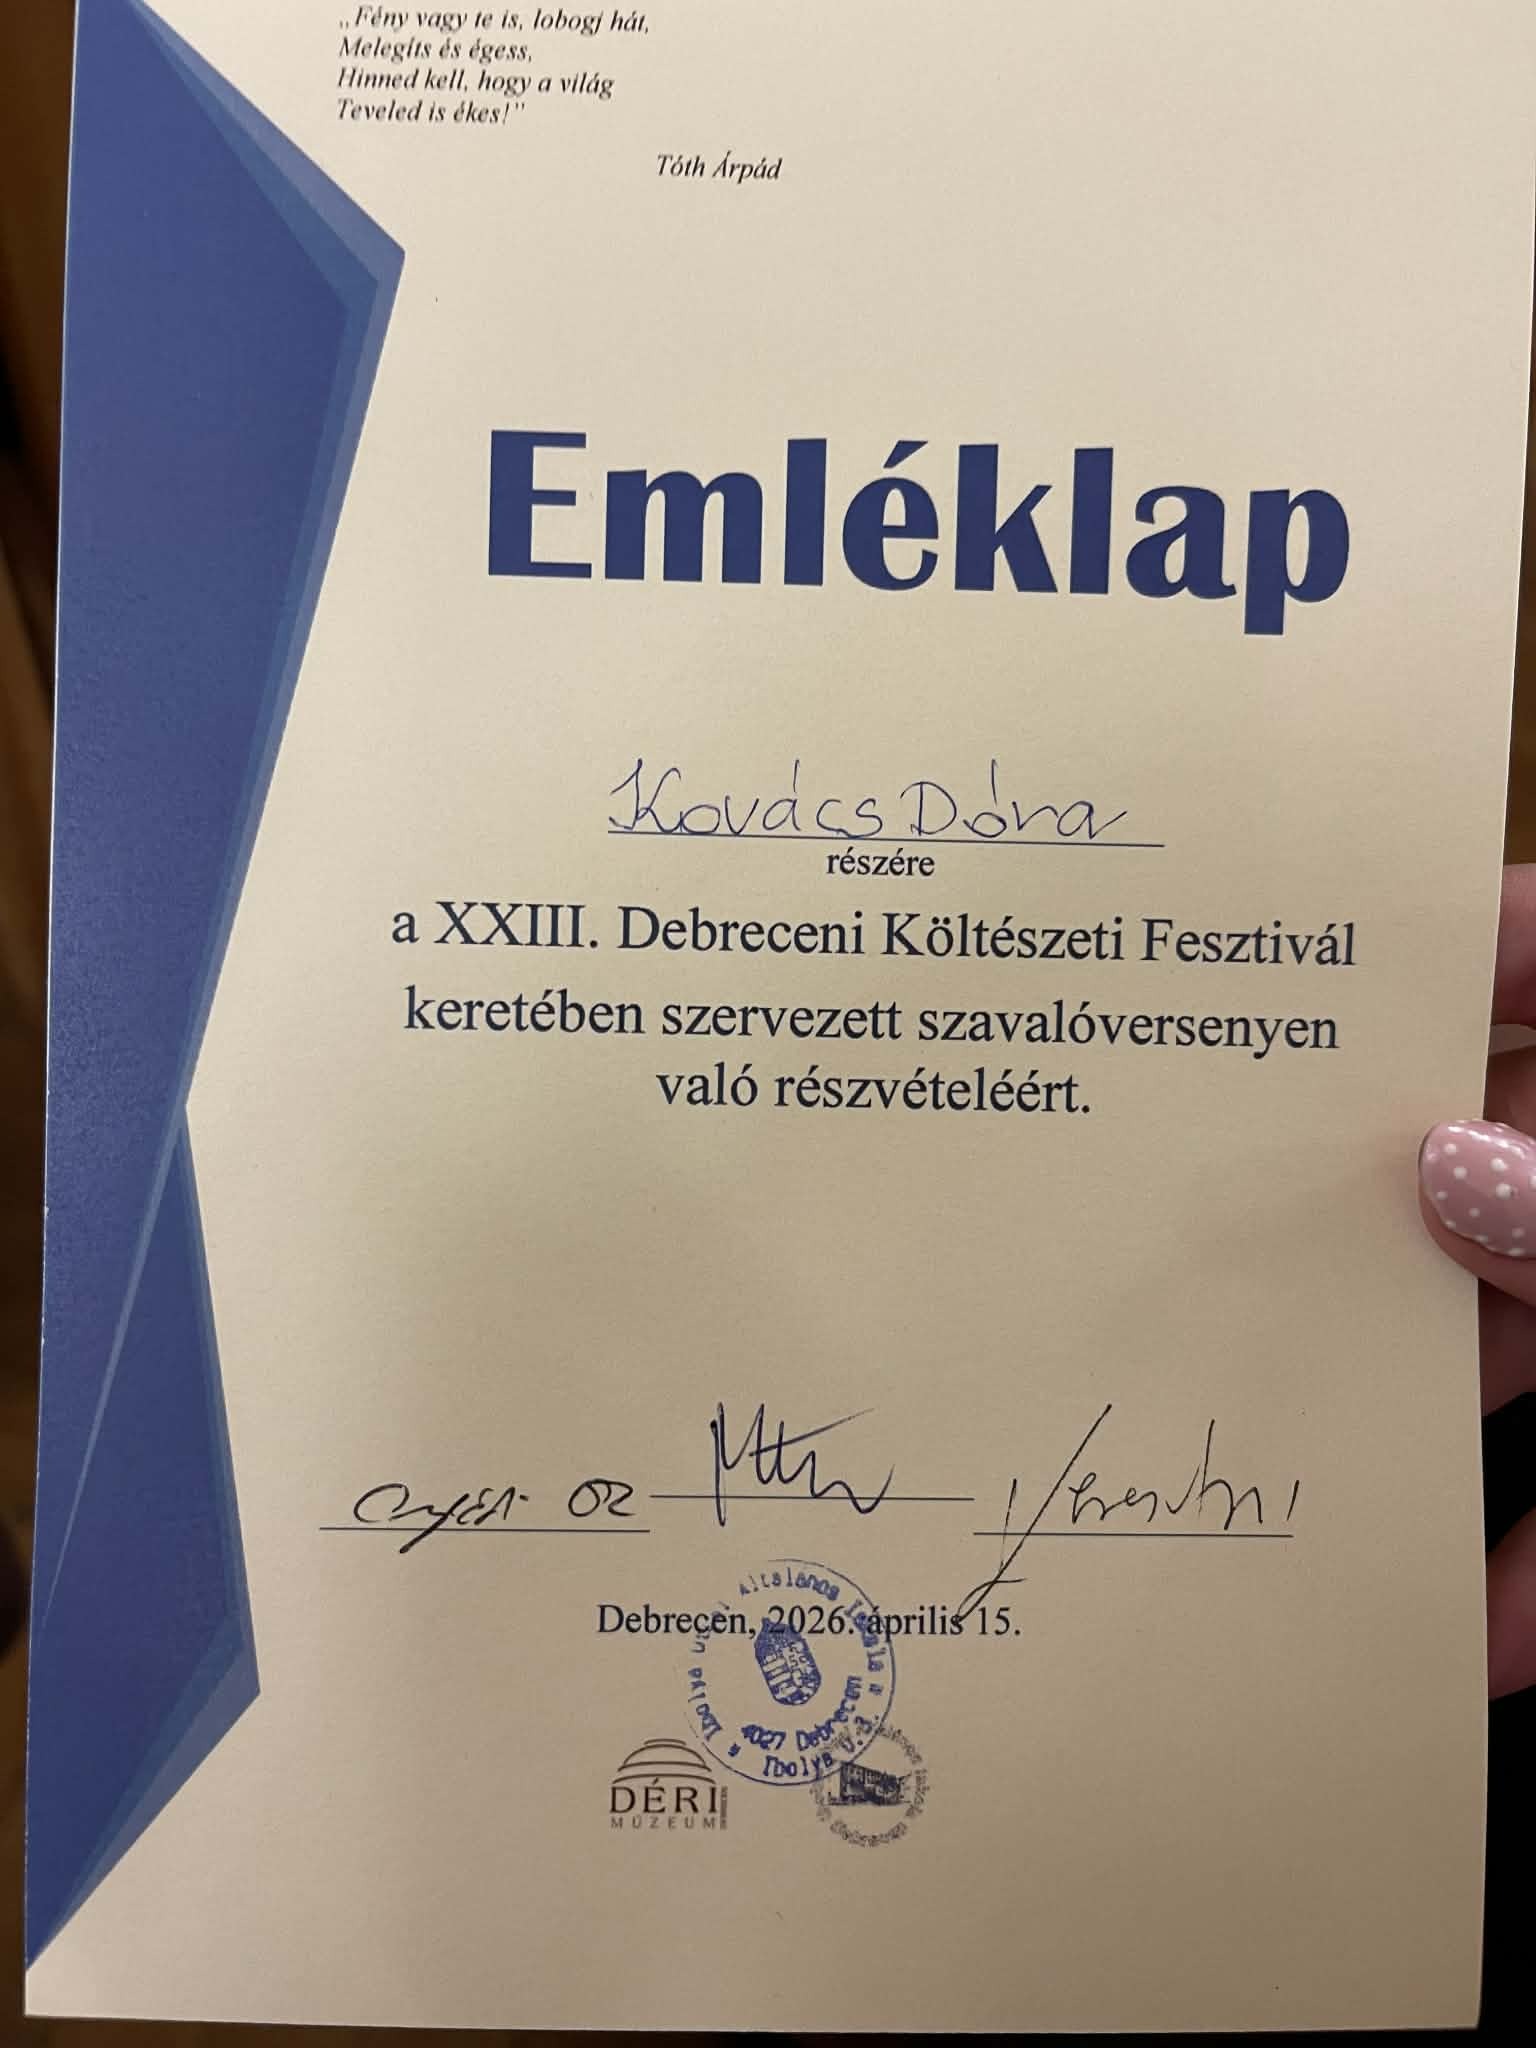 „Fény vagy te is, lobogj hát,
Melegíts és égess,
Hinned kell, hogy a világ
Teveled is ékes!”
Tóth Árpád
Emléklap
Kovács Dóra
részére
a XXIII. Debreceni Költészeti Fesztivál
keretében szervezett szavalóversenyen
való részvételéért.
Debrecen, 2026. április 15.
Általános Iskola
4027 Debrecen
Ibolya u.
DÉRI
MÚZEUM